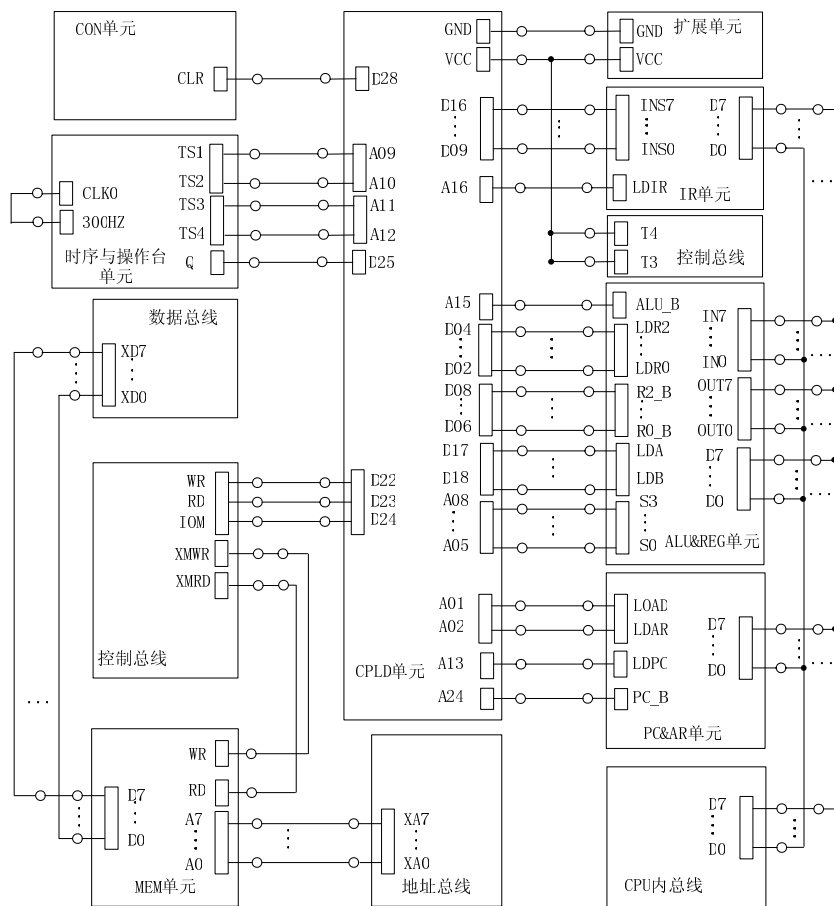 CON单元
CLR
D28
GND
VCC
GND
VCC
扩展单元
D16
D09
INS7
INS0
D7
D0
A16
LDIR
IR单元
TS1
TS2
TS3
TS4
Q
A09
A10
A11
A12
D25
CLK0
300HZ
时序与操作台
单元
T4
T3
控制总线
数据总线
XD7
XD0
A15
ALU_B
D04
D02
LDR2
LDR0
IN7
IN0
D08
D06
R2_B
R0_B
OUT7
OUT0
D17
D18
LDA
LDB
D7
D0
A08
A05
S3
S0
ALU&REG单元
WR
RD
IOM
D22
D23
D24
XMWR
XMRD
控制总线
CPLD单元
A01
A02
LOAD
LDAR
D7
D0
A13
LDPC
A24
PC_B
PC&AR单元
WR
RD
D7
D0
A7
A0
MEM单元
XA7
XA0
地址总线
D7
D0
CPU内总线